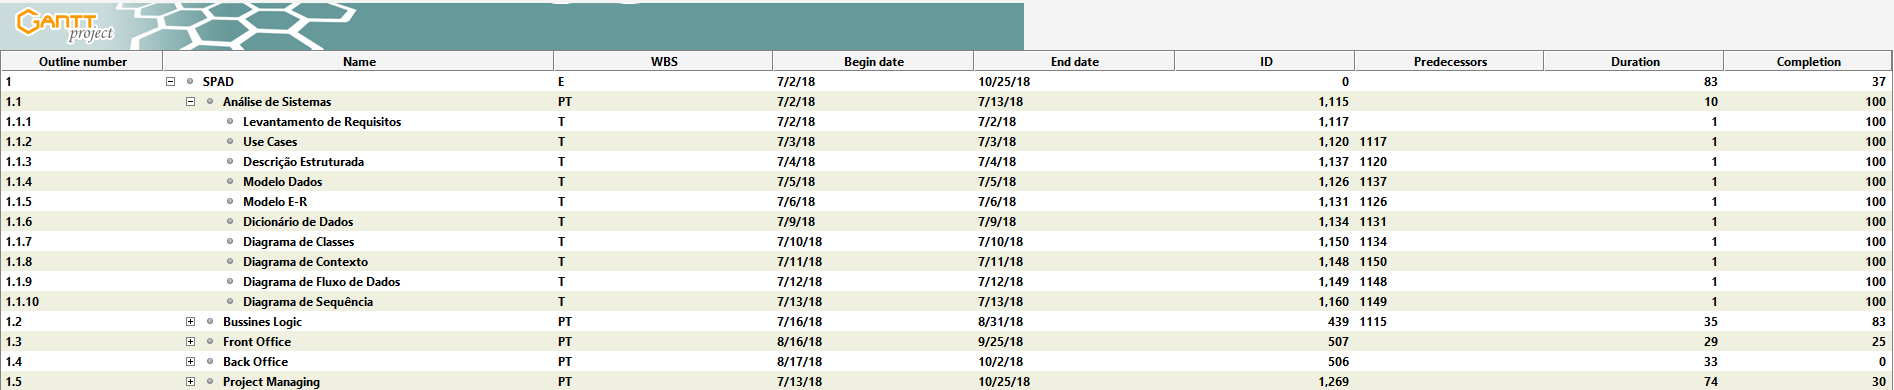 GANTT
project
Outline number Name WBS Begin date End date ID Predecessors Duration Completion
1 SPAD E 7/2/18 10/25/18 0 83 37
1.1 Análise de Sistemas PT 7/2/18 7/13/18 1,115 10 100
1.1.1 Levantamento de Requisitos T 7/2/18 7/2/18 1,117 1 100
1.1.2 Use Cases T 7/3/18 7/3/18 1,120 1117 1 100
1.1.3 Descrição Estruturada T 7/4/18 7/4/18 1,137 1120 1 100
1.1.4 Modelo Dados T 7/5/18 7/5/18 1,126 1137 1 100
1.1.5 Modelo E-R T 7/6/18 7/6/18 1,131 1126 1 100
1.1.6 Dicionário de Dados T 7/9/18 7/9/18 1,134 1131 1 100
1.1.7 Diagrama de Classes T 7/10/18 7/10/18 1,150 1134 1 100
1.1.8 Diagrama de Contexto T 7/11/18 7/11/18 1,148 1150 1 100
1.1.9 Diagrama de Fluxo de Dados T 7/12/18 7/12/18 1,149 1148 1 100
1.1.10 Diagrama de Sequência T 7/13/18 7/13/18 1,160 1149 1 100
1.2 Bussines Logic PT 7/16/18 8/31/18 439 1115 35 83
1.3 Front Office PT 8/16/18 9/25/18 507 29 25
1.4 Back Office PT 8/17/18 10/2/18 506 33 0
1.5 Project Managing PT 7/13/18 10/25/18 1,269 74 30